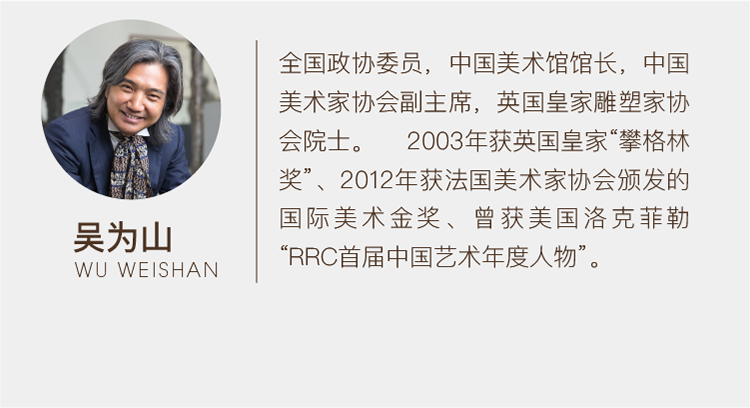 吴为山
WU WEISHAN
全国政协委员，中国美术馆馆长，中国
美术家协会副主席，英国皇家雕塑家协
会院士。　2003年获英国皇家“攀格林
奖”、2012年获法国美术家协会颁发的
国际美术金奖、曾获美国洛克菲勒
“RRC首届中国艺术年度人物”。